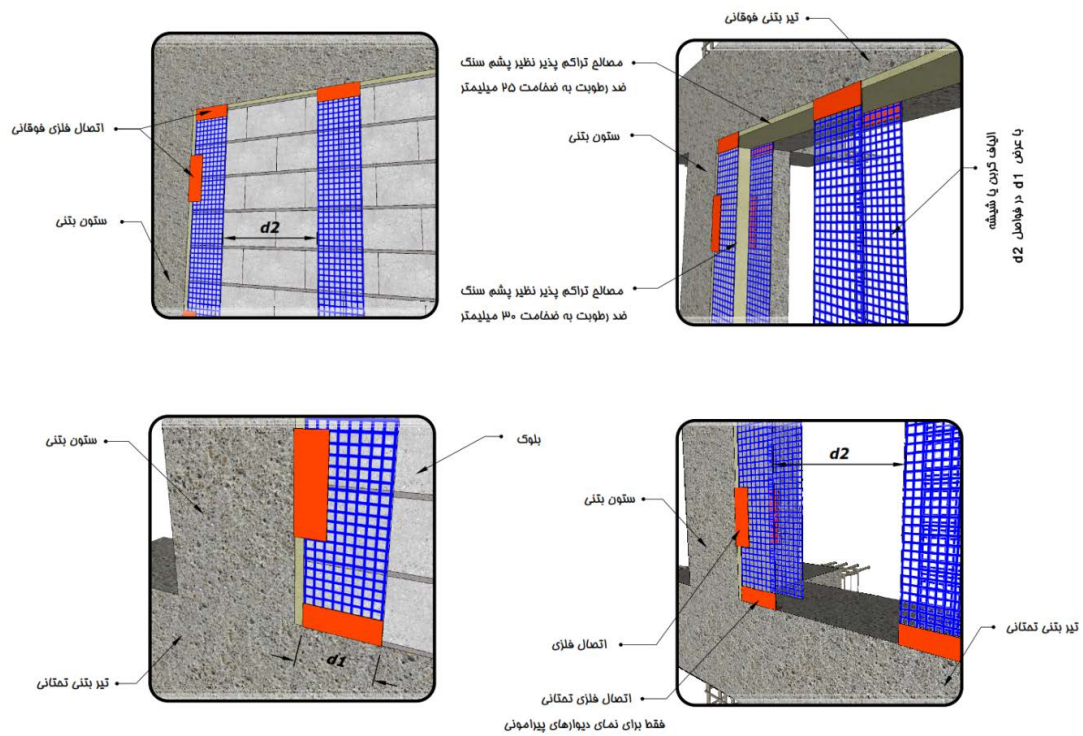 تیر بتنی فوقانی
مصالح تراکم پذیر نظیر پشم سنگ
ضد رطوبت به ضخامت ۲۵ میلیمتر
ستون بتنی
الیاف کربن یا شیشه
با عرض d1 در فواصل d2
مصالح تراکم پذیر نظیر پشم سنگ
ضد رطوبت به ضخامت ۳۰ میلیمتر
اتصال فلزی فوقانی
ستون بتنی
d2
d2
ستون بتنی
اتصال فلزی
تیر بتنی تحتانی
اتصال فلزی تحتانی
فقط برای نمای دیوارهای پیرامونی
ستون بتنی
بلوک
تیر بتنی تحتانی
d1